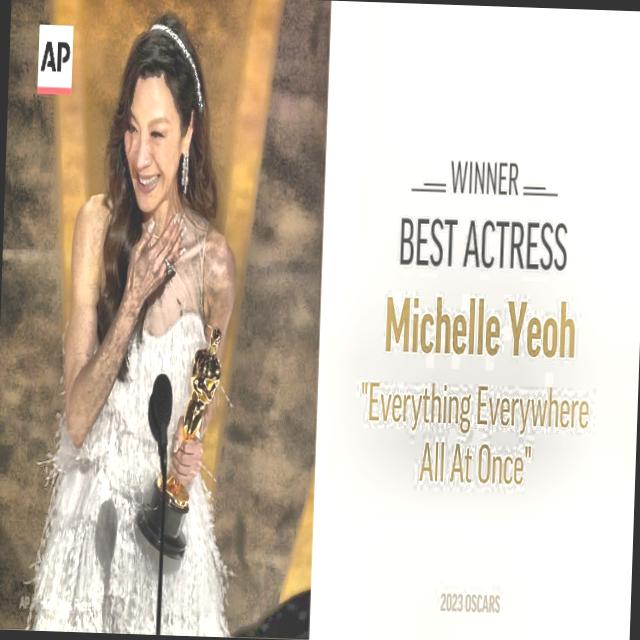 AP
WINNER
BEST ACTRESS
Michelle Yeoh
"Everything Everywhere
All At Once"
2023 OSCARS